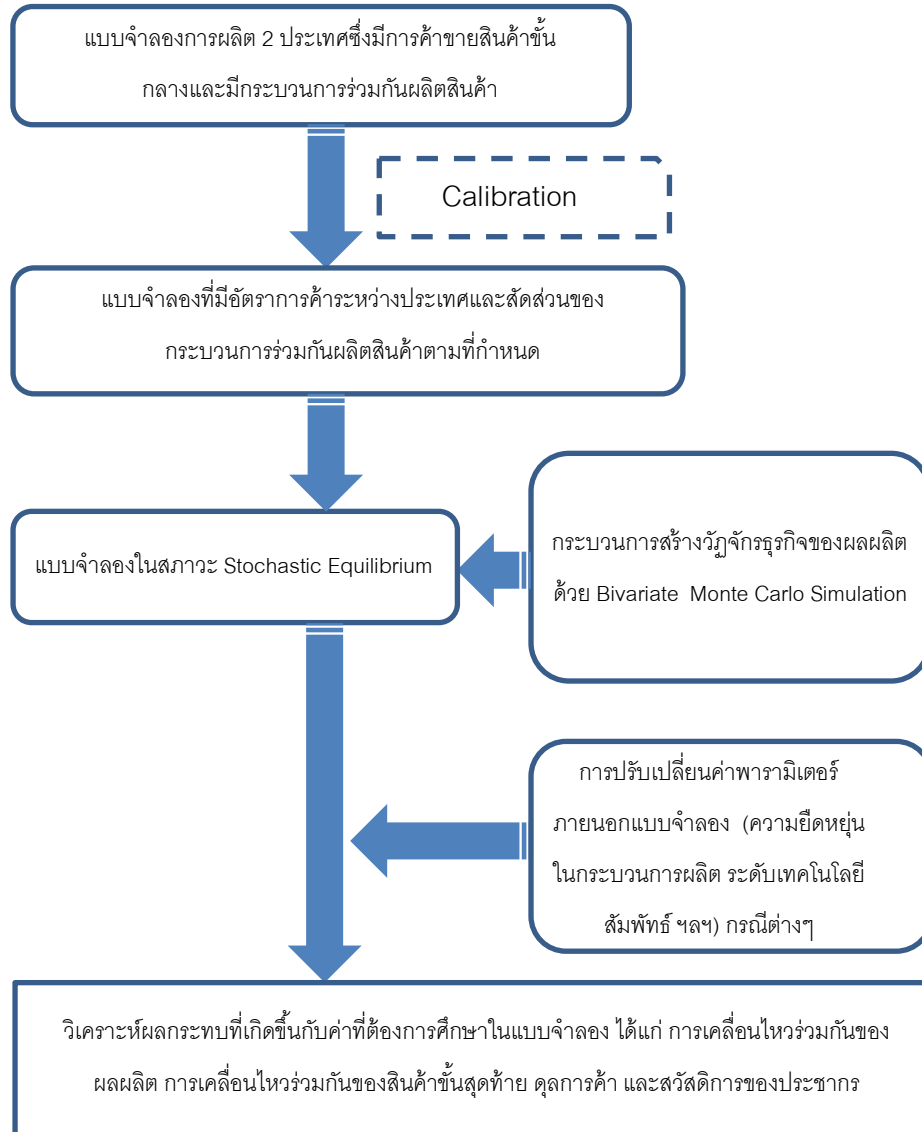 แบบจำลองการผลิต 2 ประเทศซึ่งมีการค้าขายสินค้าขั้น
กลางและมีกระบวนการร่วมกันผลิตสินค้า
Calibration
แบบจำลองที่มีอัตราการค้าระหว่างประเทศและสัดส่วนของ
กระบวนการร่วมกันผลิตสินค้าตามที่กำหนด
แบบจำลองในสภาวะ Stochastic Equilibrium
กระบวนการสร้างวัฏจักรธุรกิจของผลผลิต
ด้วย Bivariate Monte Carlo Simulation
การปรับเปลี่ยนค่าพารามิเตอร์
ภายนอกแบบจำลอง (ความยืดหยุ่น
ในกระบวนการผลิต ระดับเทคโนโลยี
สัมพัทธ์ ฯลฯ) กรณีต่างๆ
วิเคราะห์ผลกระทบที่เกิดขึ้นกับค่าที่ต้องการศึกษาในแบบจำลอง ได้แก่ การเคลื่อนไหวร่วมกันของ
ผลผลิต การเคลื่อนไหวร่วมกันของสินค้าขั้นสุดท้าย ดุลการค้า และสวัสดิการของประชากร